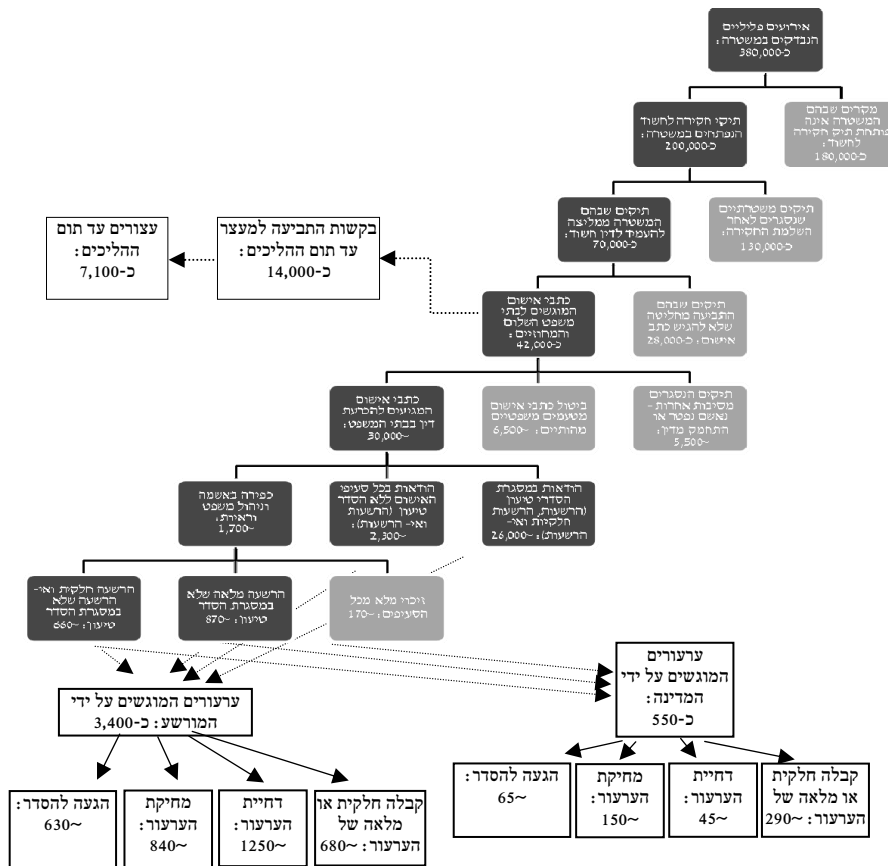 אירועים פליליים
הנבדקים במשטרה:
כ-380,000
מקרים שבהם
המשטרה אינה
פותחת תיק חקירה
לחשוד:
כ-180,000
תיקי חקירה לחשוד
הנפתחים במשטרה:
כ-200,000
תיקים משטרתיים
שנסגרים לאחר
השלמת החקירה:
כ-130,000
תיקים שבהם
המשטרה ממליצה
להעמיד לדין חשוד:
כ-70,000
בקשות התביעה למעצר
עד תום ההליכים:
כ-14,000
עצורים עד תום
ההליכים:
כ-7,100
תיקים שבהם
התביעה מחליטה
שלא להגיש כתב
אישום: כ-28,000
כתבי אישום
המוגשים לבתי
משפט השלום
והמחוזיים:
כ-42,000
תיקים הנסגרים
מסיבות אחרות -
נאשם נפטר או
התחמק מדין:
~5,500
ביטול כתבי אישום
מטעמים משפטיים
מהותיים: ~6,500
כתבי אישום
המגיעים להכרעת
דין בבתי המשפט:
~30,000
הודאות במסגרת
הסדרי טיעון
(הרשעות, הרשעות
חלקיות ואי-
הרשעות): ~26,000
הודאות בכל סעיפי
האישום ללא הסדר
טיעון (הרשעות
ואי- הרשעות):
~2,300
כפירה באשמה
וניהול משפט
וראיות:
~1,700
זיכוי מלא מכל
הסעיפים: ~170
הרשעה מלאה שלא
במסגרת הסדר
טיעון: ~870
הרשעה חלקית ואי-
הרשעה שלא
במסגרת הסדר
טיעון: ~660
ערעורים
המוגשים על ידי
המדינה:
כ-550
ערעורים המוגשים על ידי
המורשע: כ-3,400
קבלה חלקית
או מלאה של
הערעור: ~290
דחיית
הערעור:
~45
מחיקת
הערעור:
~150
הגעה להסדר:
~65
קבלה חלקית או
מלאה של
הערעור: ~680
דחיית
הערעור:
~1250
מחיקת
הערעור:
~840
הגעה להסדר:
~630